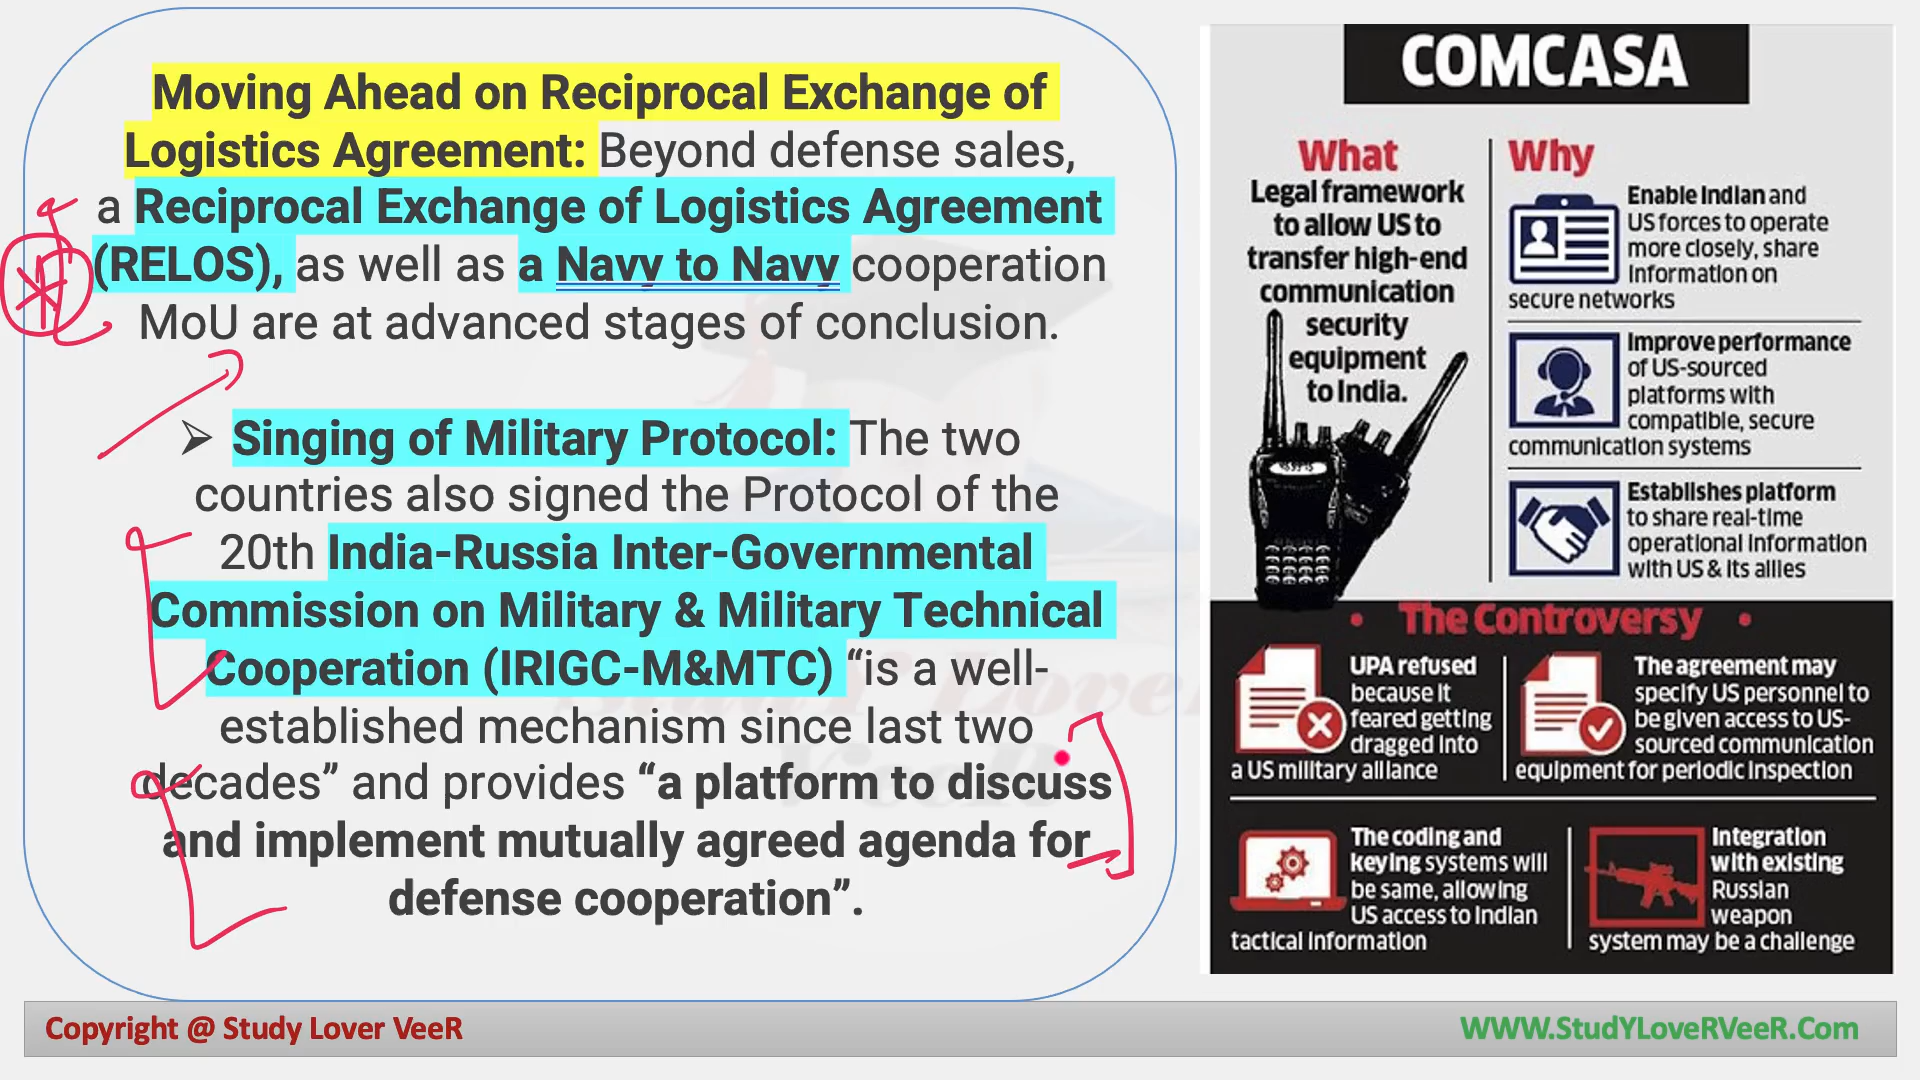 Moving Ahead on Reciprocal Exchange of
Logistics Agreement: Beyond defense sales,
a Reciprocal Exchange of Logistics Agreement
(RELOS), as well as a Navy to Navy cooperation
MoU are at advanced stages of conclusion.
➢ Singing of Military Protocol: The two
countries also signed the Protocol of the
20th India-Russia Inter-Governmental
Commission on Military & Military Technical
Cooperation (IRIGC-M&MTC) “is a well-
established mechanism since last two
decades” and provides “a platform to discuss
and implement mutually agreed agenda for
defense cooperation”.
COMCASA
What
Legal framework
to allow US to
transfer high-end
communication
security
equipment
to India.
Why
Enable Indian and
US forces to operate
more closely, share
information on
secure networks
Improve performance
of US-sourced
platforms with
compatible, secure
communication systems
Establishes platform
to share real-time
operational information
with US & its allies
• The Controversy •
UPA refused
because it
feared getting
dragged into
a US military alliance
The agreement may
specify US personnel to
be given access to US-
sourced communication
equipment for periodic inspection
The coding and
keying systems will
be same, allowing
US access to Indian
tactical information
Integration
with existing
Russian
weapon
system may be a challenge
Copyright @ Study Lover VeeR
WWW.StudYLoveRVeeR.Com